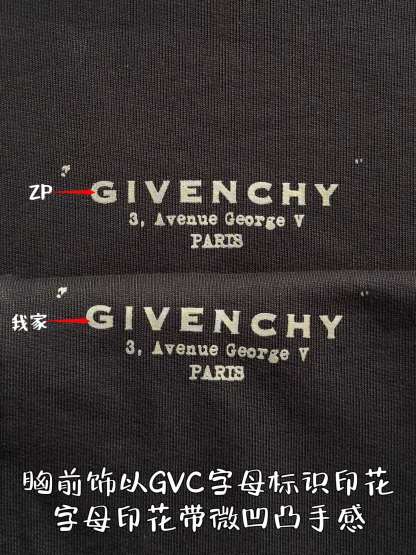 ZP
GIVENCHY
3, Avenue George V
PARIS
我家
GIVENCHY
3, Avenue George V
PARIS
胸前饰以GVC字母标识印花
字母印花带微凹凸手感